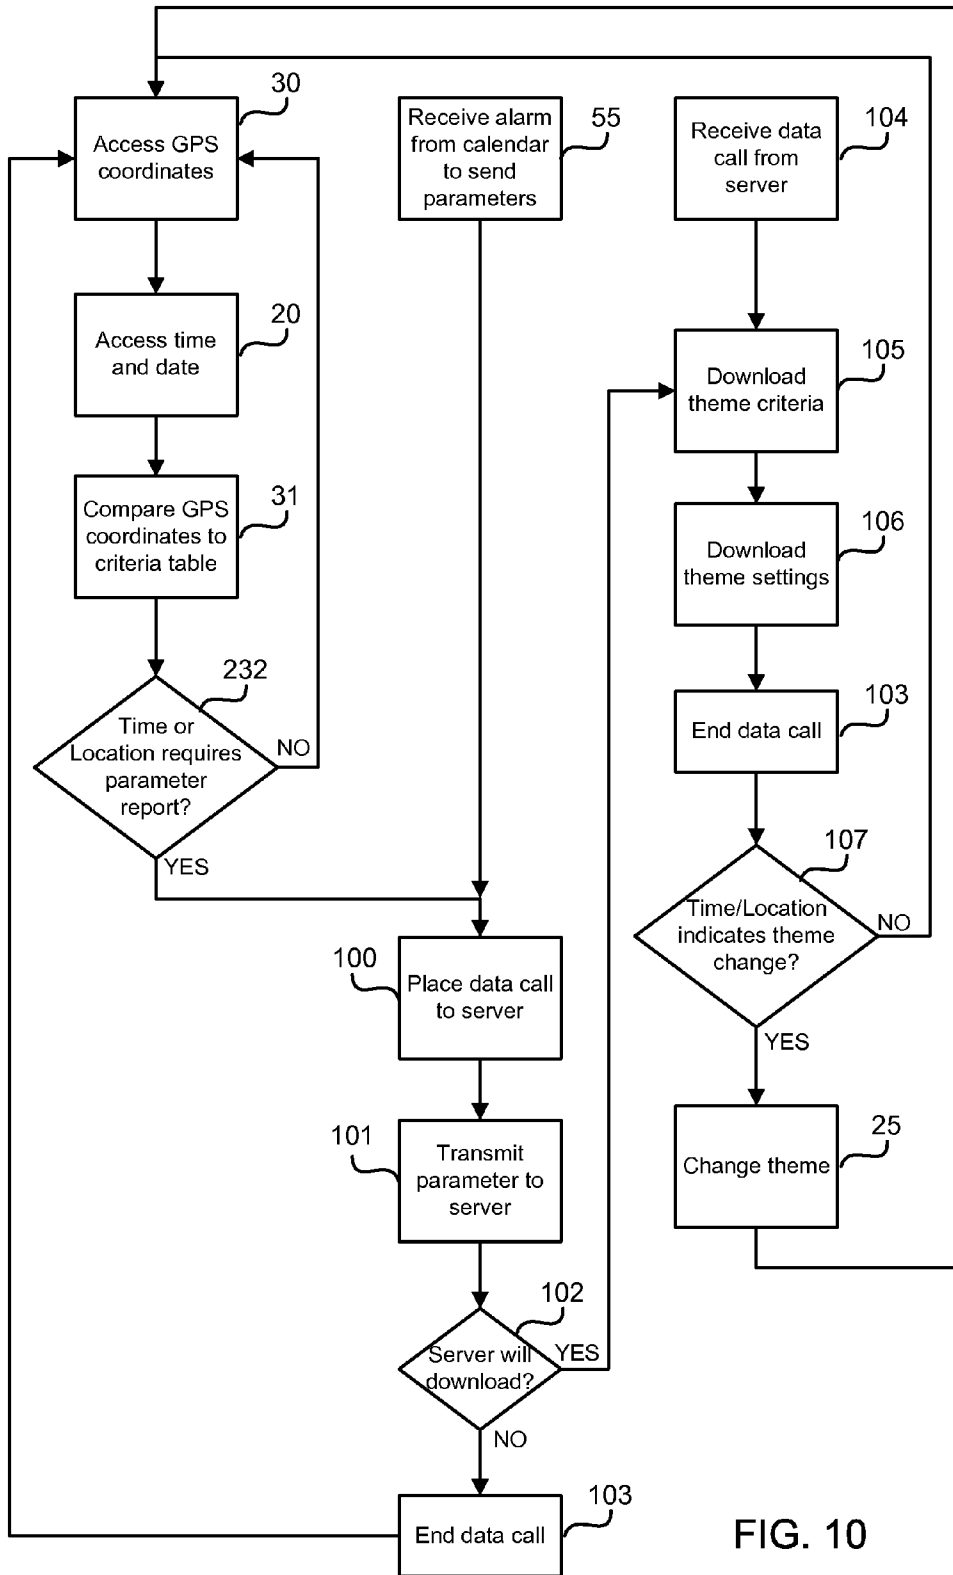 30
Access GPS
coordinates
20
Access time
and date
31
Compare GPS
coordinates to
criteria table
232
Time or
Location requires
parameter
report?
NO
YES
55
Receive alarm
from calendar
to send
parameters
100
Place data call
to server
101
Transmit
parameter to
server
102
Server will
download?
YES
NO
103
End data call
104
Receive data
call from
server
105
Download
theme criteria
106
Download
theme settings
103
End data call
107
Time/Location
indicates theme
change?
NO
YES
25
Change theme
FIG. 10